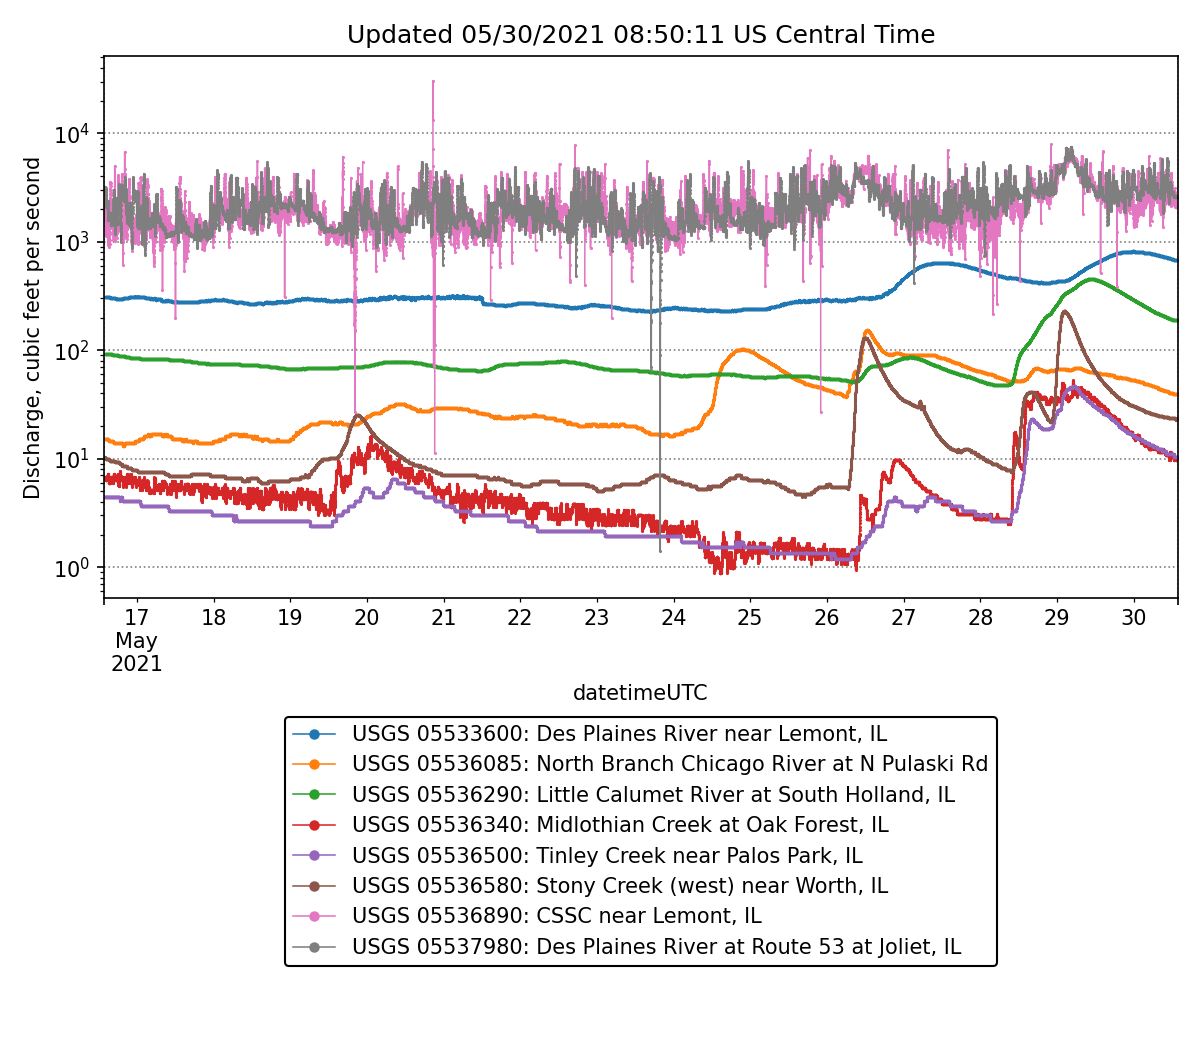 Updated 05/30/2021 08:50:11 US Central Time
Discharge, cubic feet per second
10^4
10^3
10^2
10^1
10^0
17 18 19 20 21 22 23 24 25 26 27 28 29 30
May
2021
datetimeUTC
USGS 05533600: Des Plaines River near Lemont, IL
USGS 05536085: North Branch Chicago River at N Pulaski Rd
USGS 05536290: Little Calumet River at South Holland, IL
USGS 05536340: Midlothian Creek at Oak Forest, IL
USGS 05536500: Tinley Creek near Palos Park, IL
USGS 05536580: Stony Creek (west) near Worth, IL
USGS 05536890: CSSC near Lemont, IL
USGS 05537980: Des Plaines River at Route 53 at Joliet, IL